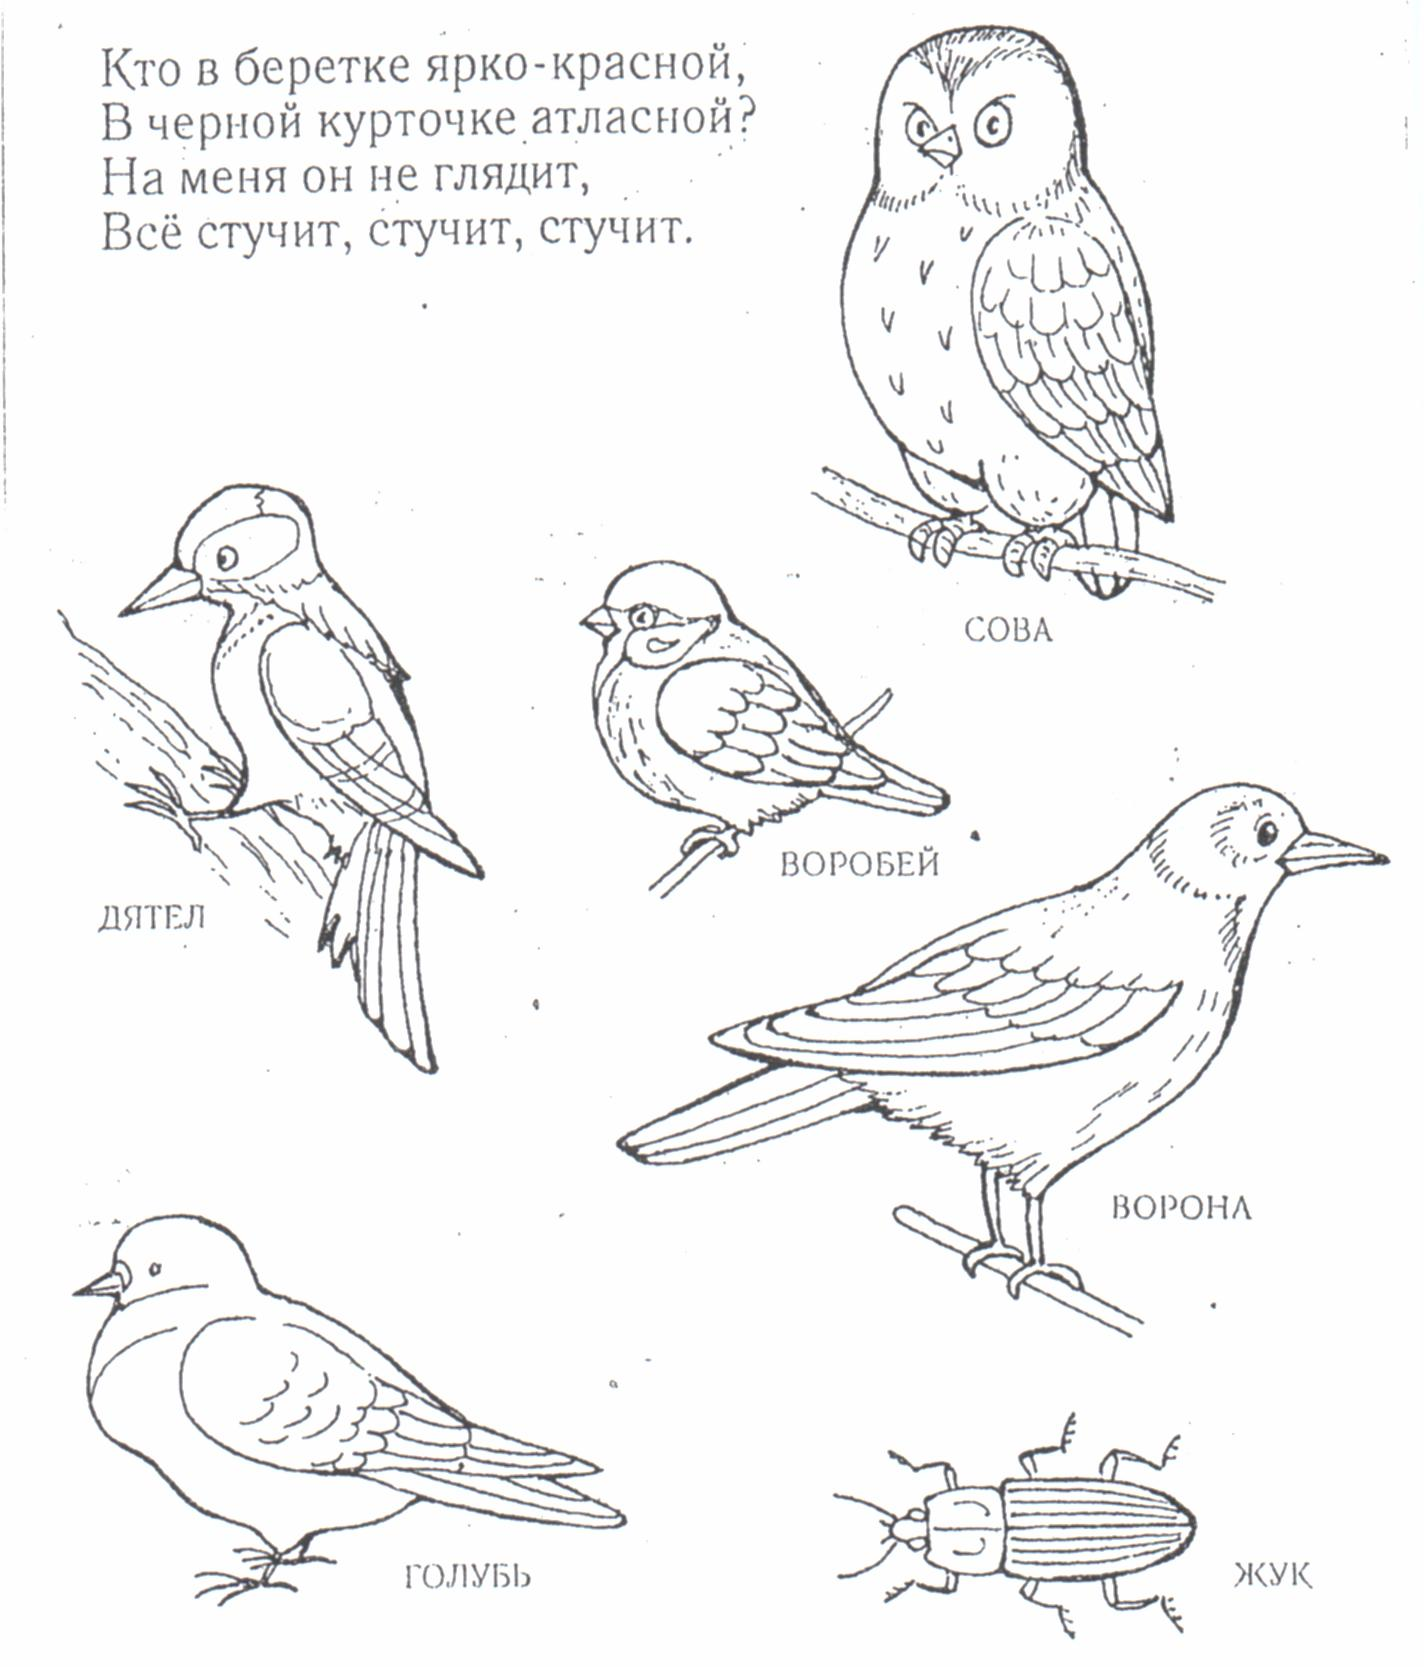 Кто в беретке ярко-красной,
В черной курточке атласной?
На меня он не глядит,
Всё стучит, стучит, стучит.
СОВА
ВОРОБЕЙ
ДЯТЕЛ
ВОРОНА
ГОЛУБЬ
ЖУК